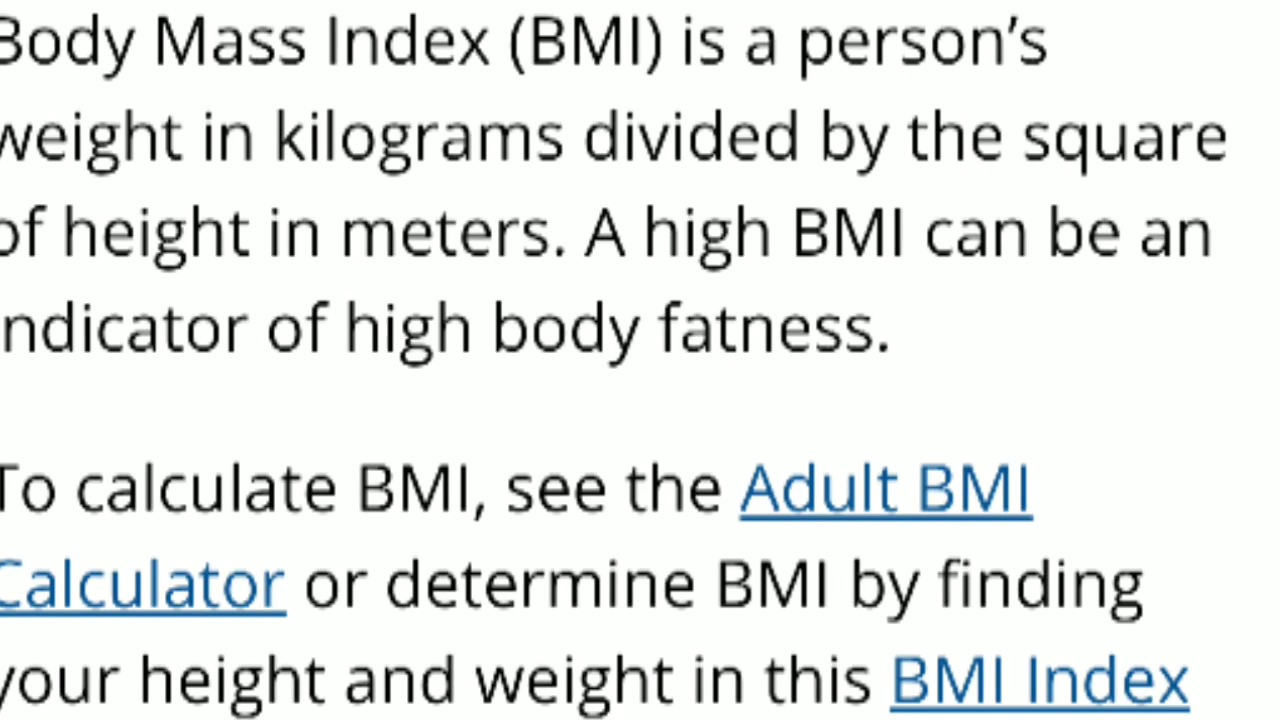 Body Mass Index (BMI) is a person’s
weight in kilograms divided by the square
of height in meters. A high BMI can be an
indicator of high body fatness.
To calculate BMI, see the Adult BMI
Calculator or determine BMI by finding
your height and weight in this BMI Index